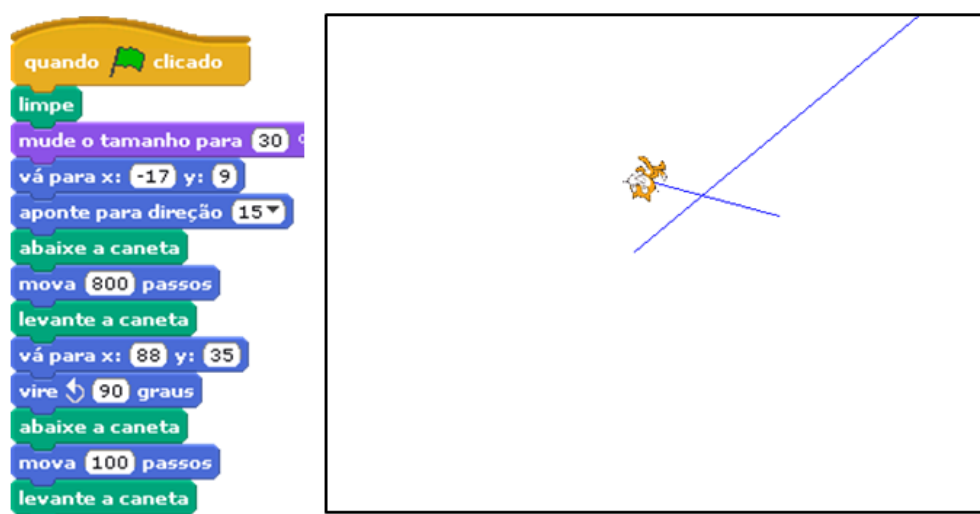 quando clicado
limpe
mude o tamanho para 30
vá para x: -17 y: 9
aponte para direção 15
abaixe a caneta
mova 800 passos
levante a caneta
vá para x: 88 y: 35
vire 90 graus
abaixe a caneta
mova 100 passos
levante a caneta